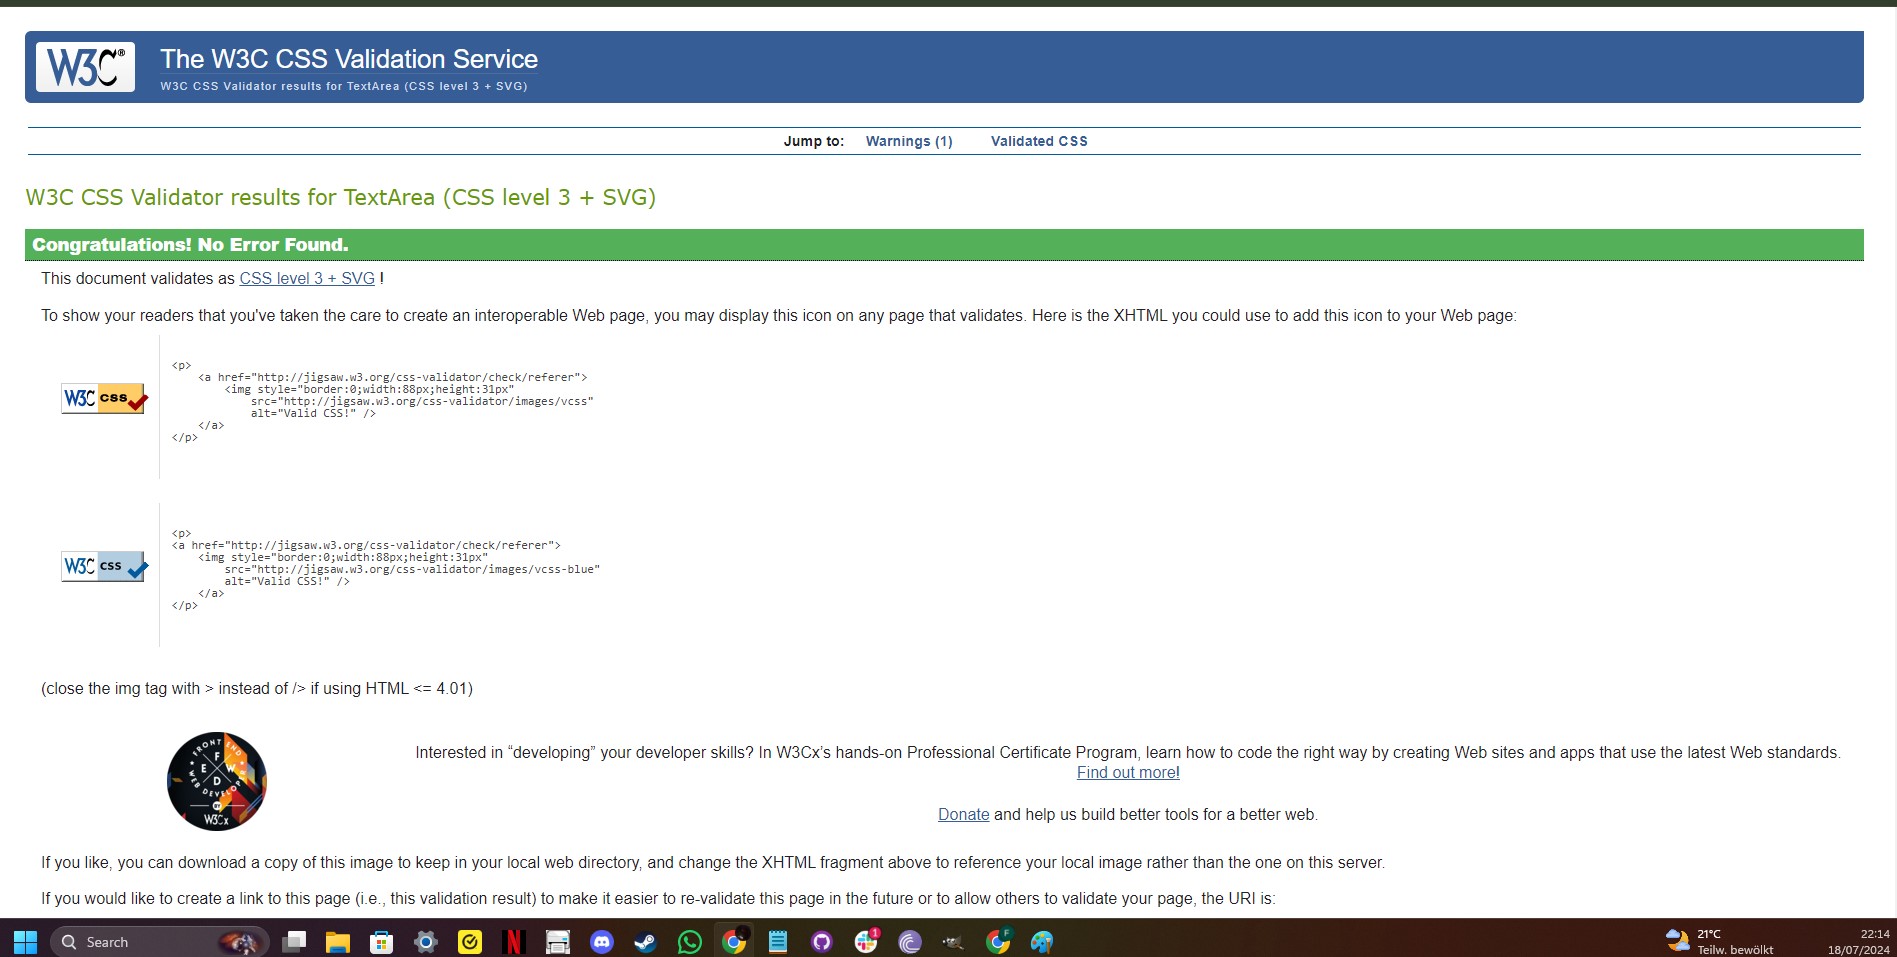 W3C®
The W3C CSS Validation Service
W3C CSS Validator results for TextArea (CSS level 3 + SVG)
Jump to: Warnings (1) Validated CSS
W3C CSS Validator results for TextArea (CSS level 3 + SVG)
Congratulations! No Error Found.
This document validates as CSS level 3 + SVG !
To show your readers that you've taken the care to create an interoperable Web page, you may display this icon on any page that validates. Here is the XHTML you could use to add this icon to your Web page:
W3C css
<p>
<a href="http://jigsaw.w3.org/css-validator/check/referer">
<img style="border:0;width:88px;height:31px"
src="http://jigsaw.w3.org/css-validator/images/vcss"
alt="Valid CSS!" />
</a>
</p>
W3C css
<p>
<a href="http://jigsaw.w3.org/css-validator/check/referer">
<img style="border:0;width:88px;height:31px"
src="http://jigsaw.w3.org/css-validator/images/vcss-blue"
alt="Valid CSS!" />
</a>
</p>
(close the img tag with > instead of /> if using HTML <= 4.01)
FRONT END
F
E W
D
WEB DEVELOPER
BY
W3Cx
Interested in “developing” your developer skills? In W3Cx’s hands-on Professional Certificate Program, learn how to code the right way by creating Web sites and apps that use the latest Web standards.
Find out more!
Donate and help us build better tools for a better web.
If you like, you can download a copy of this image to keep in your local web directory, and change the XHTML fragment above to reference your local image rather than the one on this server.
If you would like to create a link to this page (i.e., this validation result) to make it easier to re-validate this page in the future or to allow others to validate your page, the URI is:
Search
N
1
F
21°C
Teilw. bewölkt
22:14
18/07/2024